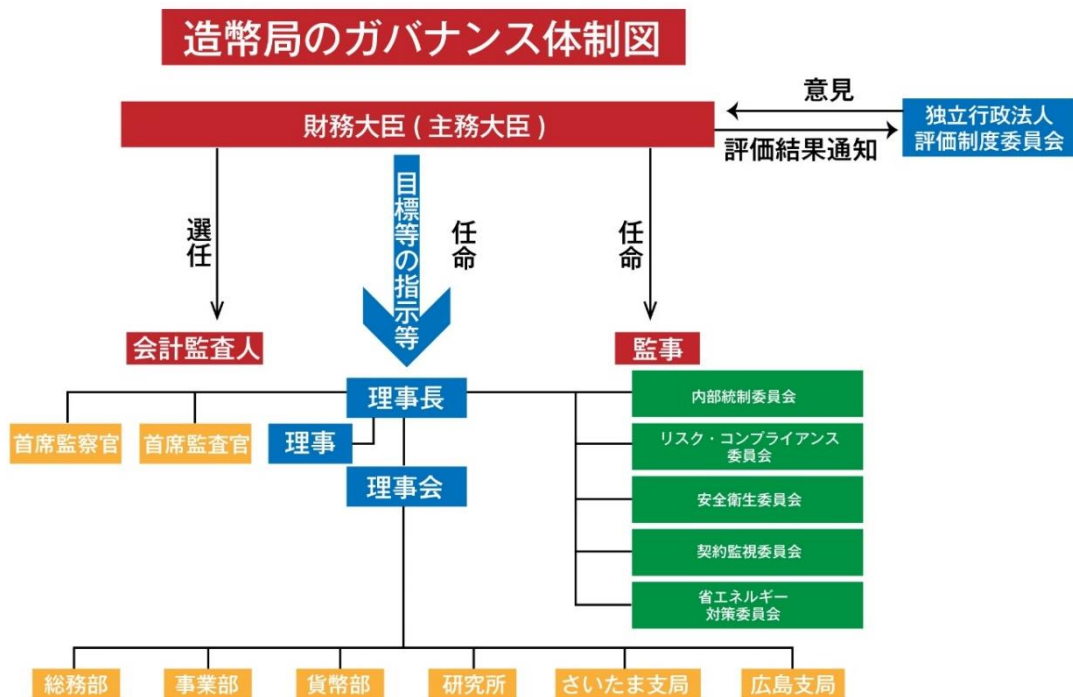 造幣局のガバナンス体制図
財務大臣 ( 主務大臣 )
意見
評価結果通知
独立行政法人
評価制度委員会
選任
目標等の指示等
任命
任命
会計監査人
監事
理事長
首席監察官
首席監査官
理事
理事会
内部統制委員会
リスク・コンプライアンス
委員会
安全衛生委員会
契約監視委員会
省エネルギー
対策委員会
総務部
事業部
貨幣部
研究所
さいたま支局
広島支局